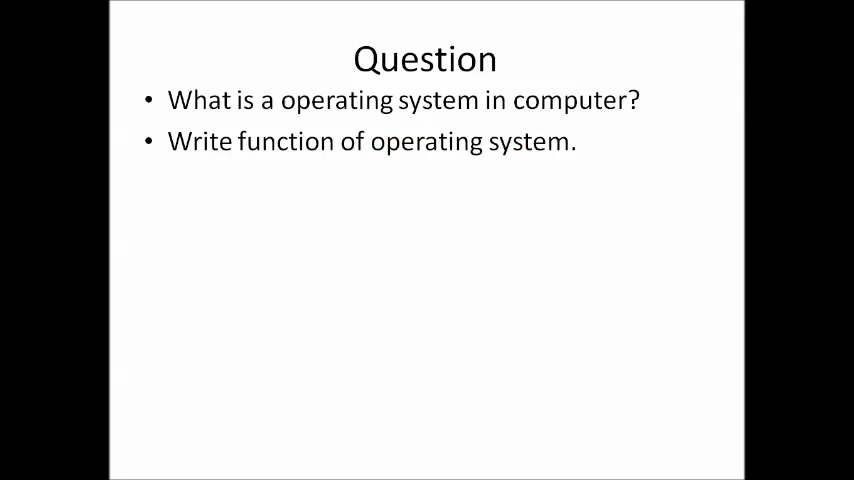 Question
• What is a operating system in computer?
• Write function of operating system.